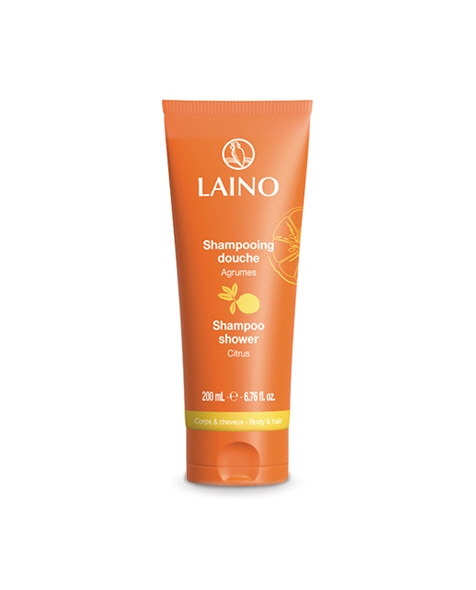 LAINO
Shampooing
douche
Agrumes
Shampoo
shower
Citrus
200 mL - e - 6.76 fl. oz.
Corps & cheveux - Body & hair